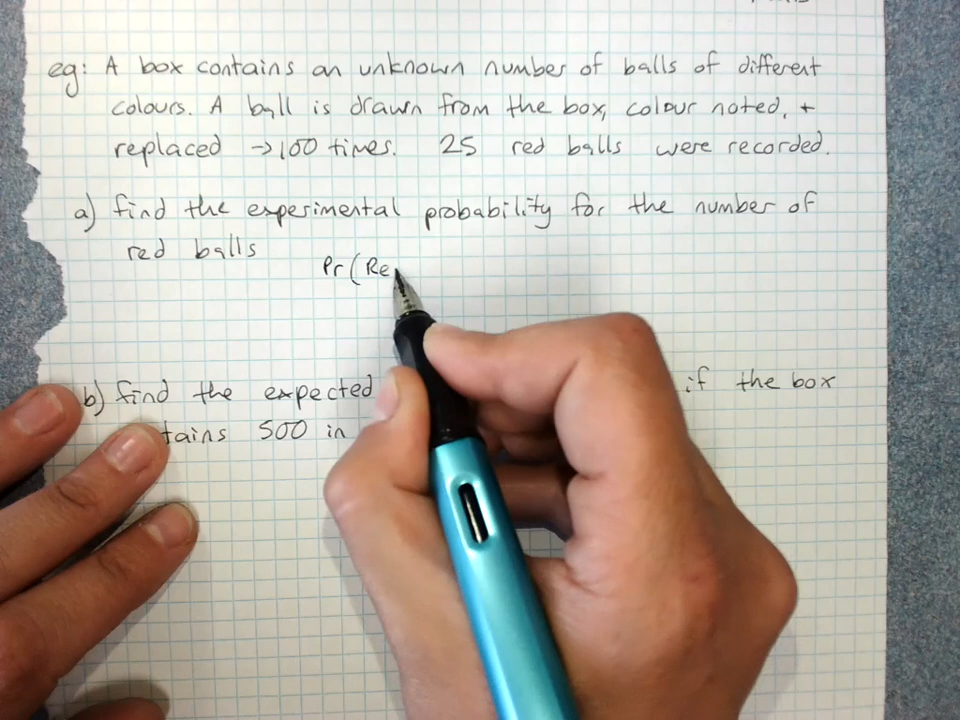 eg: A box contains an unknown number of balls of different
colours. A ball is drawn from the box, colour noted, +
replaced → 100 times. 25 red balls were recorded.
a) find the experimental probability for the number of
red balls
Pr(Re
b) find the expected if the box
tains 500 in